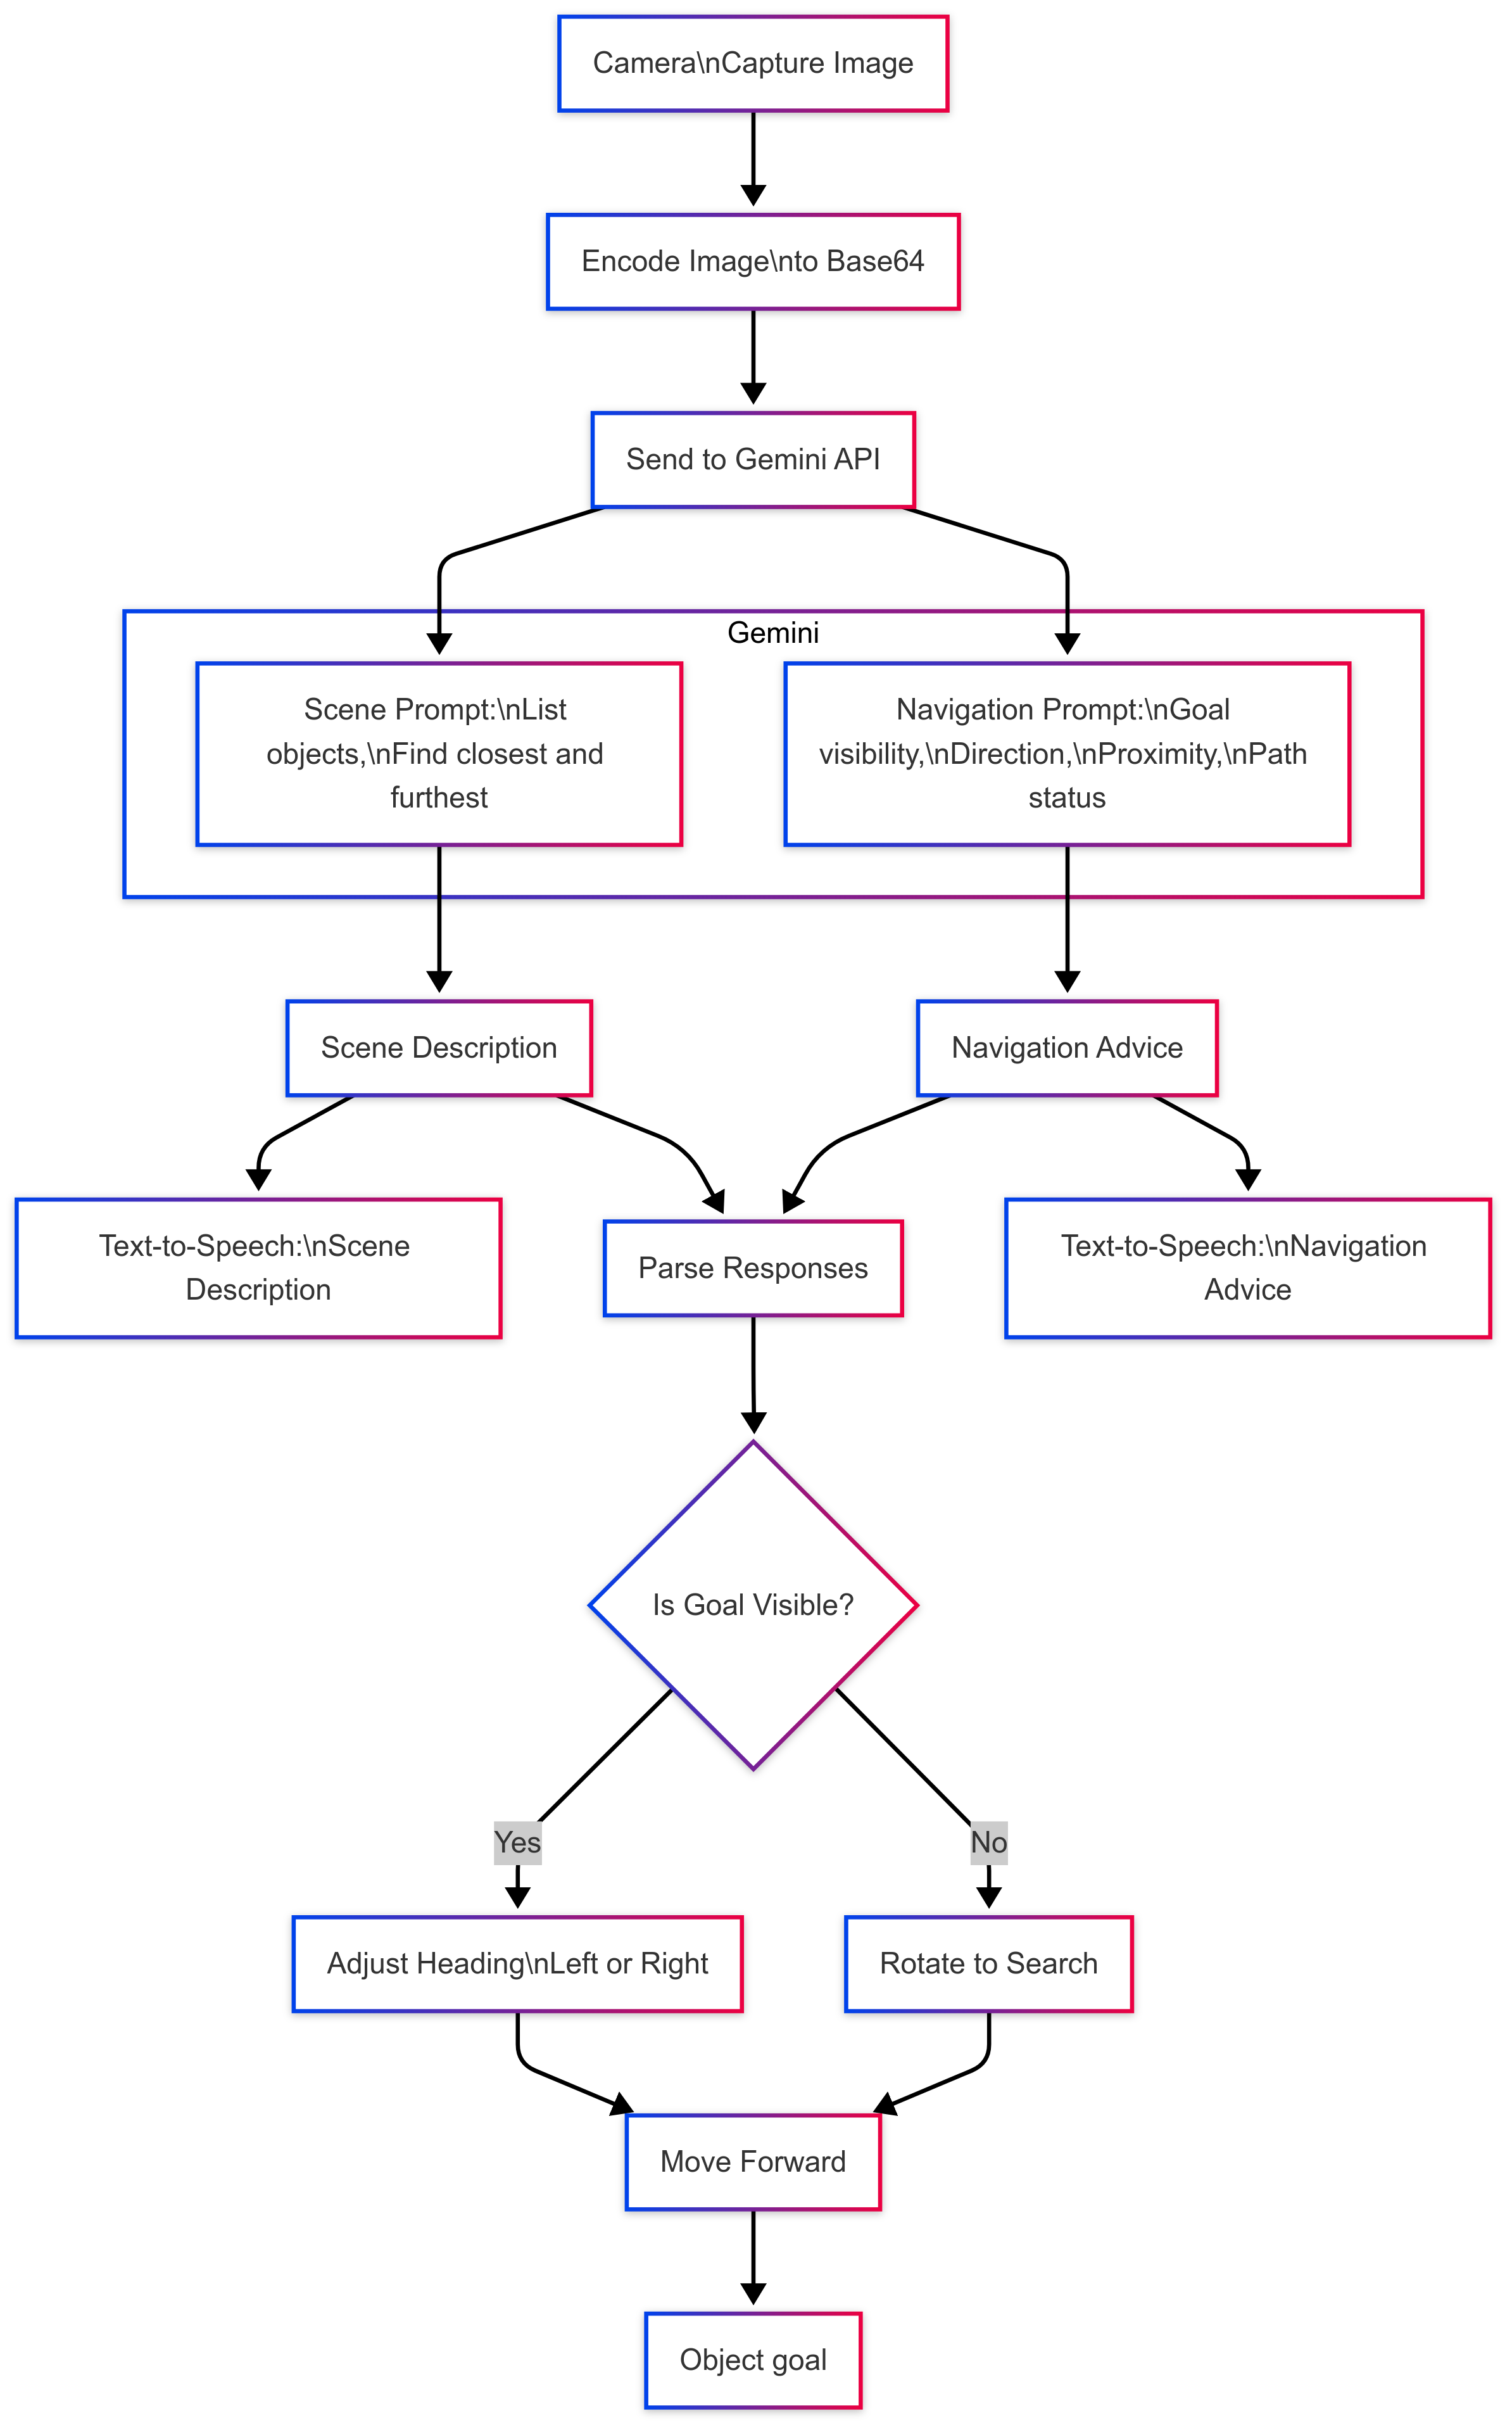 Camera\nCapture Image
Encode Image\nto Base64
Send to Gemini API
Gemini
Scene Prompt:\nList
objects,\nFind closest and
furthest
Navigation Prompt:\nGoal
visibility,\nDirection,\nProximity,\nPath
status
Scene Description
Navigation Advice
Text-to-Speech:\nScene
Description
Parse Responses
Text-to-Speech:\nNavigation
Advice
Is Goal Visible?
Yes
No
Adjust Heading\nLeft or Right
Rotate to Search
Move Forward
Object goal